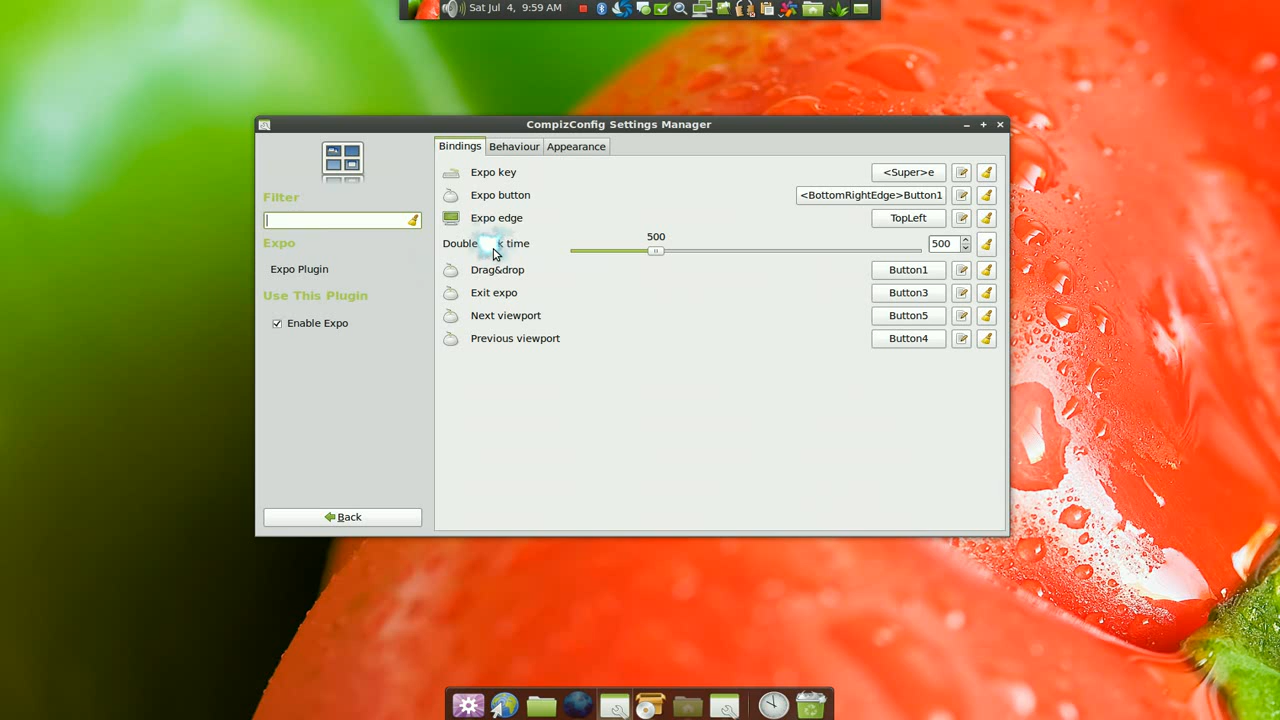 Sat Jul 4, 9:59 AM
CompizConfig Settings Manager
Bindings Behaviour Appearance
Filter
Expo
Expo Plugin
Use This Plugin
Enable Expo
Back
Expo key <Super>e
Expo button <BottomRightEdge>Button1
Expo edge TopLeft
500
Double time 500
Drag&drop Button1
Exit expo Button3
Next viewport Button5
Previous viewport Button4